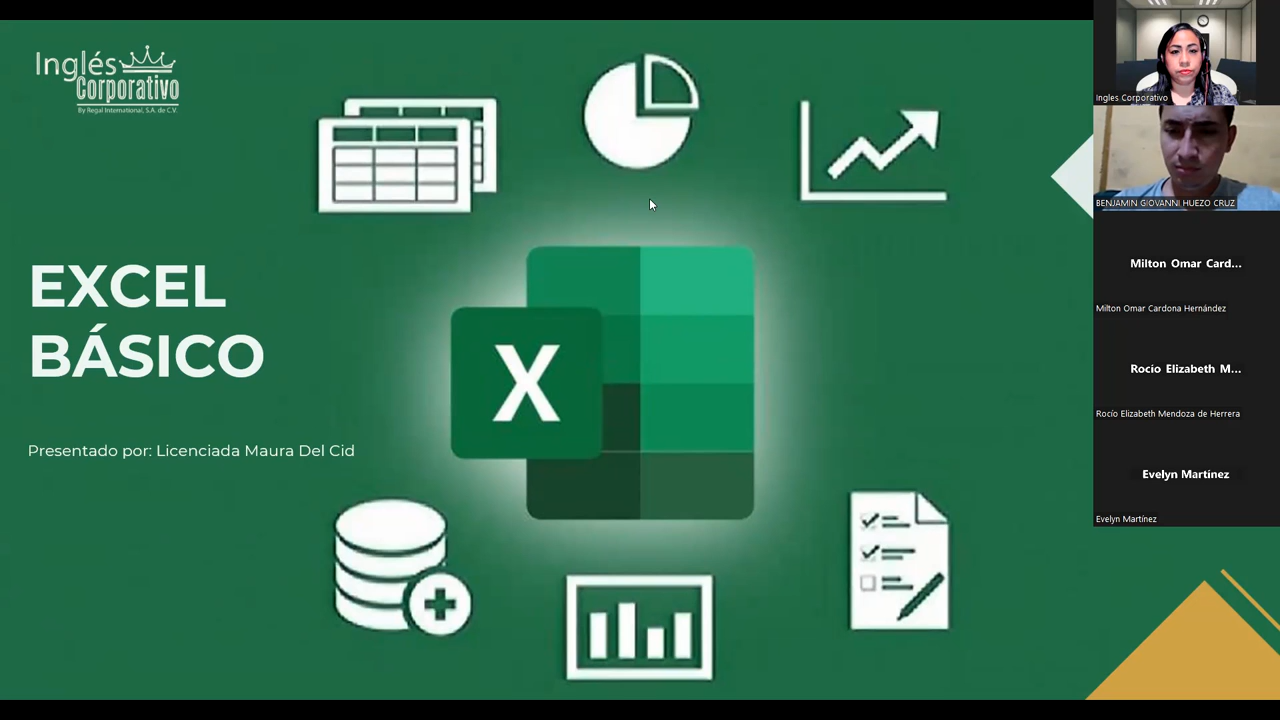 Inglés
Corporativo
By Regal International, S.A. de C.V.
EXCEL
BÁSICO
Presentado por: Licenciada Maura Del Cid
X
Ingles Corporativo
BENJAMIN GIOVANNI HUEZO CRUZ
Milton Omar Card...
Milton Omar Cardona Hernández
Rocío Elizabeth M...
Rocío Elizabeth Mendoza de Herrera
Evelyn Martínez
Evelyn Martínez